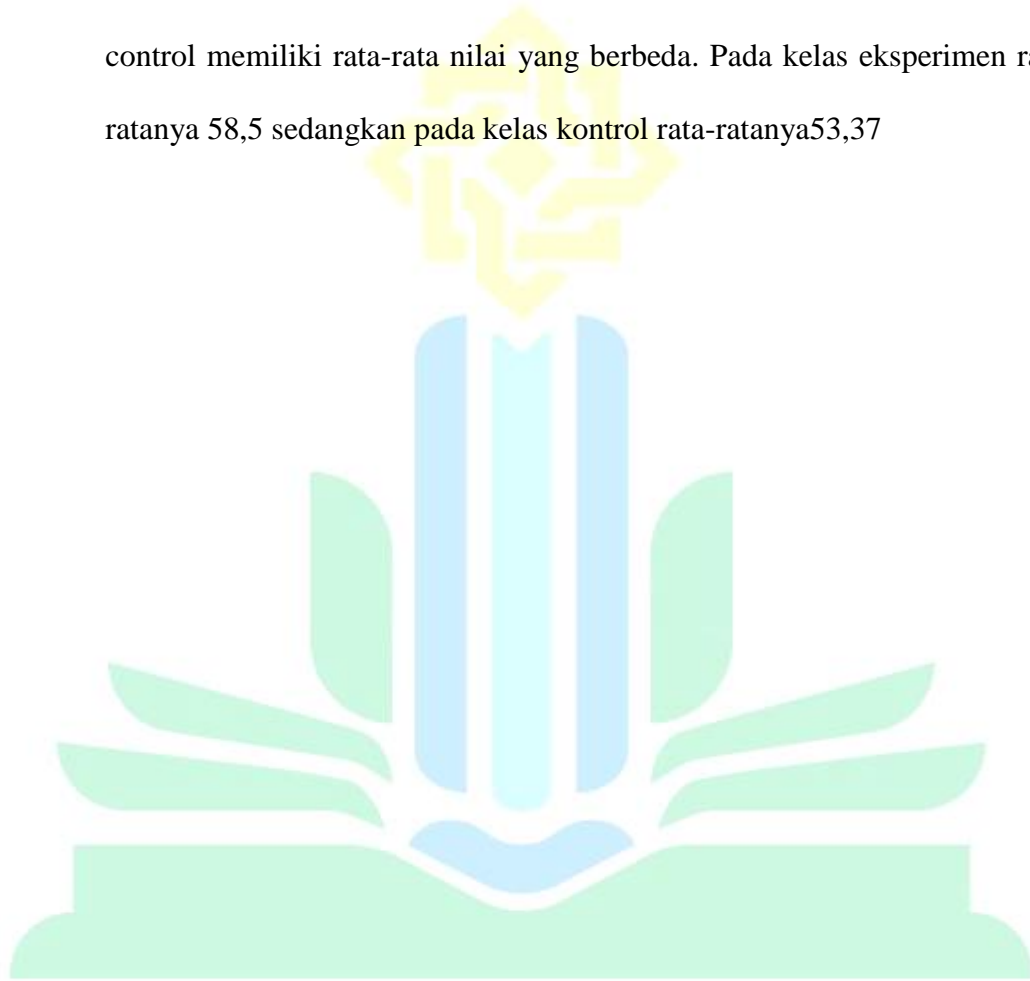 control memiliki rata-rata nilai yang berbeda. Pada kelas eksperimen
ratanya 58,5 sedangkan pada kelas kontrol rata-ratanya53,37